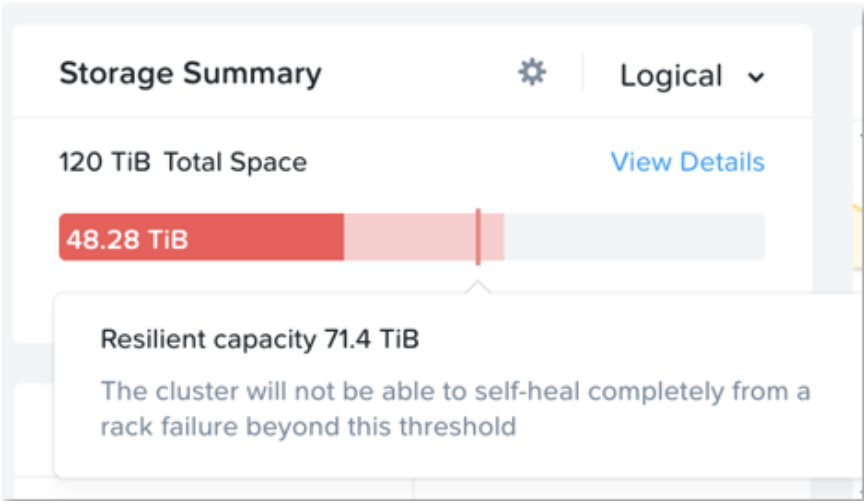 Storage Summary
Logical
120 TiB Total Space
View Details
48.28 TiB
Resilient capacity 71.4 TiB
The cluster will not be able to self-heal completely from a
rack failure beyond this threshold